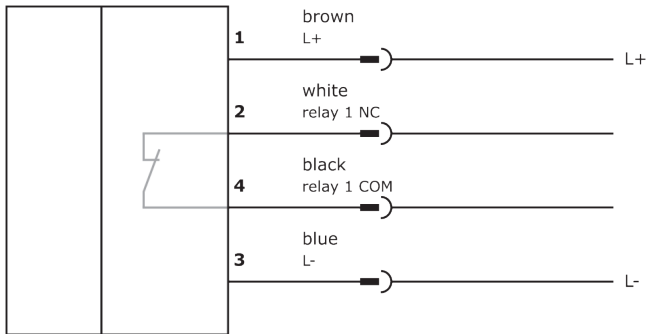 brown
1 L+
L+
white
2 relay 1 NC
black
4 relay 1 COM
blue
3 L-
L-